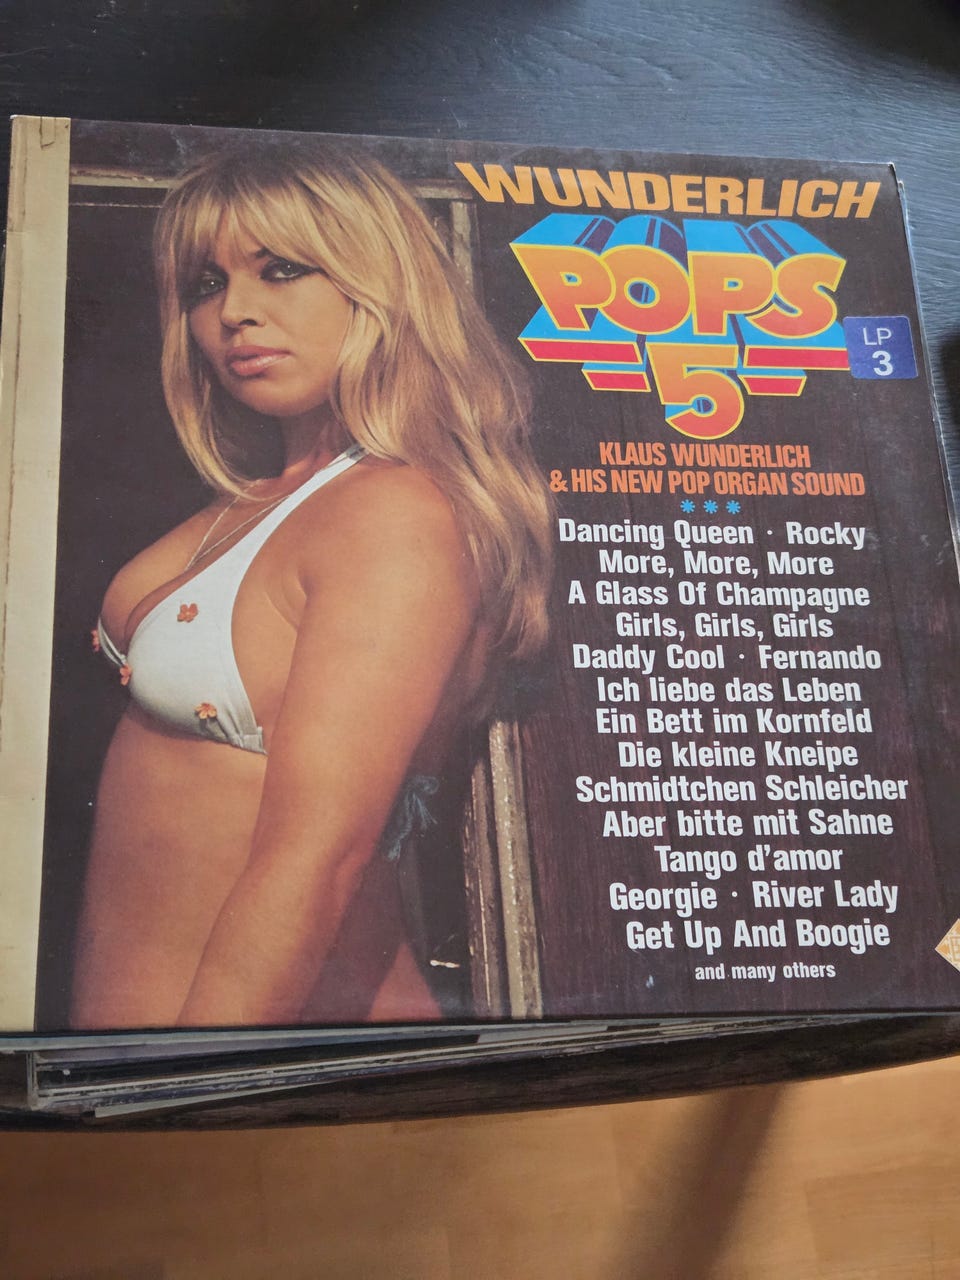 WUNDERLICH
POPS
5
LP
3
KLAUS WUNDERLICH
& HIS NEW POP ORGAN SOUND
***
Dancing Queen · Rocky
More, More, More
A Glass Of Champagne
Girls, Girls, Girls
Daddy Cool · Fernando
Ich liebe das Leben
Ein Bett im Kornfeld
Die kleine Kneipe
Schmidtchen Schleicher
Aber bitte mit Sahne
Tango d'amor
Georgie · River Lady
Get Up And Boogie
and many others